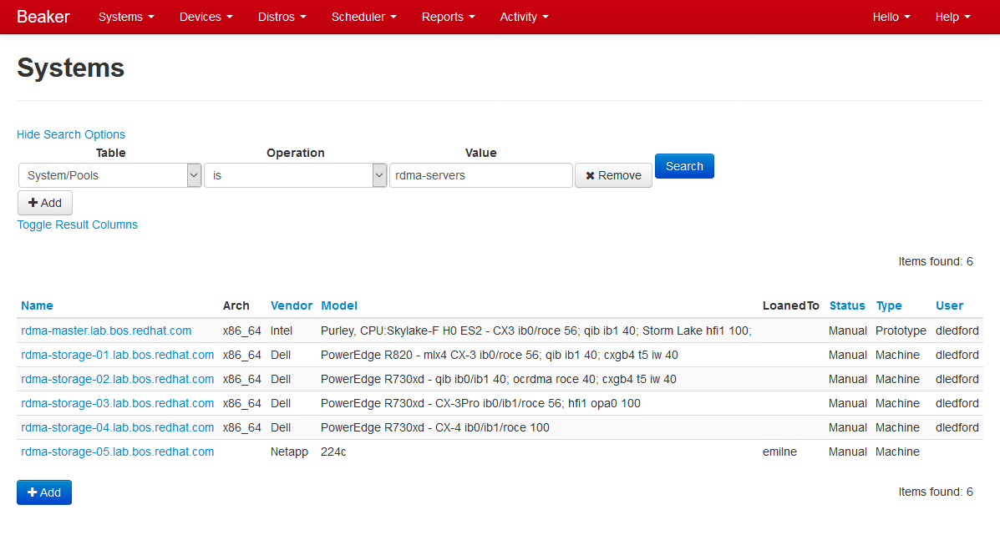 Beaker Systems Devices Distros Scheduler Reports Activity Hello Help
Systems
Hide Search Options
Table Operation Value
System/Pools is rdma-servers Remove Search
Add
Toggle Result Columns
Items found: 6
Name Arch Vendor Model LoanedTo Status Type User
rdma-master.lab.bos.redhat.com x86_64 Intel Purley, CPU:Skylake-F H0 ES2 - CX3 ib0/roce 56; qib ib1 40; Storm Lake hfi1 100; Manual Prototype dledford
rdma-storage-01.lab.bos.redhat.com x86_64 Dell PowerEdge R820 - mlx4 CX-3 ib0/roce 56; qib ib1 40; cxgb4 t5 iw 40 Manual Machine dledford
rdma-storage-02.lab.bos.redhat.com x86_64 Dell PowerEdge R730xd - qib ib0/ib1 40; ocrdma roce 40; cxgb4 t5 iw 40 Manual Machine dledford
rdma-storage-03.lab.bos.redhat.com x86_64 Dell PowerEdge R730xd - CX-3Pro ib0/ib1/roce 56; hfi1 opa0 100 Manual Machine dledford
rdma-storage-04.lab.bos.redhat.com x86_64 Dell PowerEdge R730xd - CX-4 ib0/ib1/roce 100 Manual Machine dledford
rdma-storage-05.lab.bos.redhat.com Netapp 224c emilne Manual Machine
Add Items found: 6